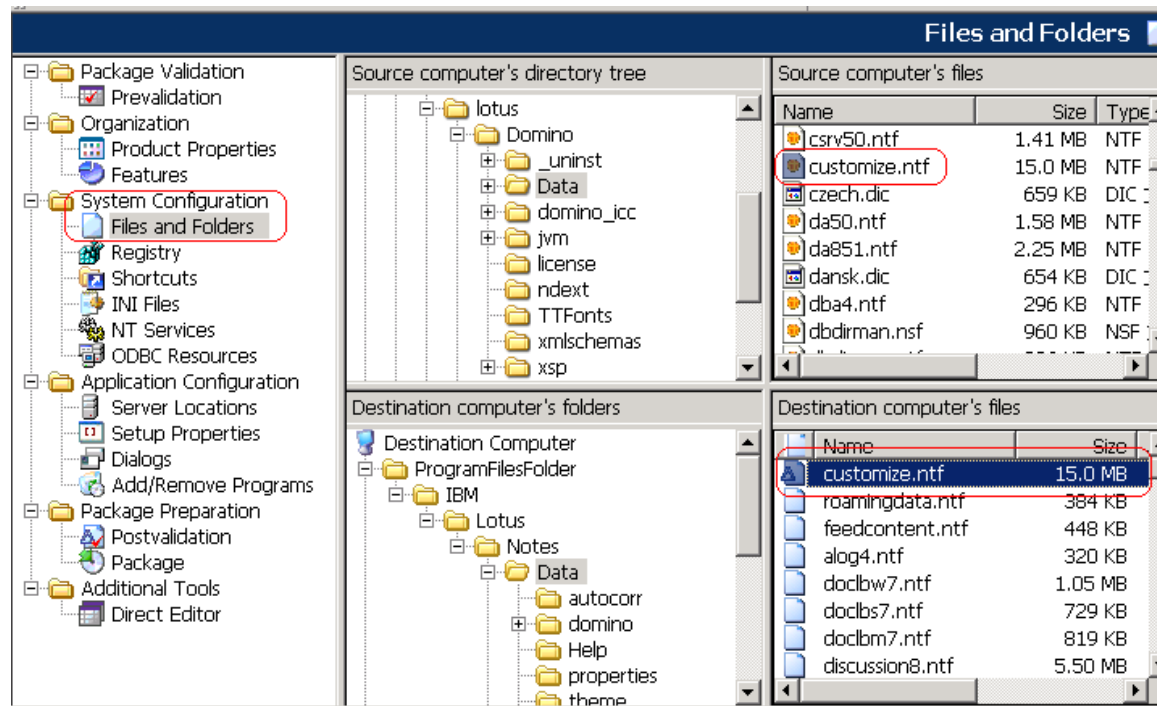 Files and Folders
Package Validation
Prevalidation
Organization
Product Properties
Features
System Configuration
Files and Folders
Registry
Shortcuts
INI Files
NT Services
ODBC Resources
Application Configuration
Server Locations
Setup Properties
Dialogs
Add/Remove Programs
Package Preparation
Postvalidation
Package
Additional Tools
Direct Editor
Source computer's directory tree
lotus
Domino
_uninst
Data
domino_icc
jvm
license
ndext
TTFonts
xmlschemas
xsp
Source computer's files
Name Size Type
csrv50.ntf 1.41 MB NTF
customize.ntf 15.0 MB NTF
czech.dic 659 KB DIC
da50.ntf 1.58 MB NTF
da851.ntf 2.25 MB NTF
dansk.dic 654 KB DIC
dba4.ntf 296 KB NTF
dbdirman.nsf 960 KB NSF
Destination computer's folders
Destination Computer
ProgramFilesFolder
IBM
Lotus
Notes
Data
autocorr
domino
Help
properties
theme
Destination computer's files
Name Size
customize.ntf 15.0 MB
roamingdata.ntf 384 KB
feedcontent.ntf 448 KB
alog4.ntf 320 KB
doclbw7.ntf 1.05 MB
doclbs7.ntf 729 KB
doclbm7.ntf 819 KB
discussion8.ntf 5.50 MB